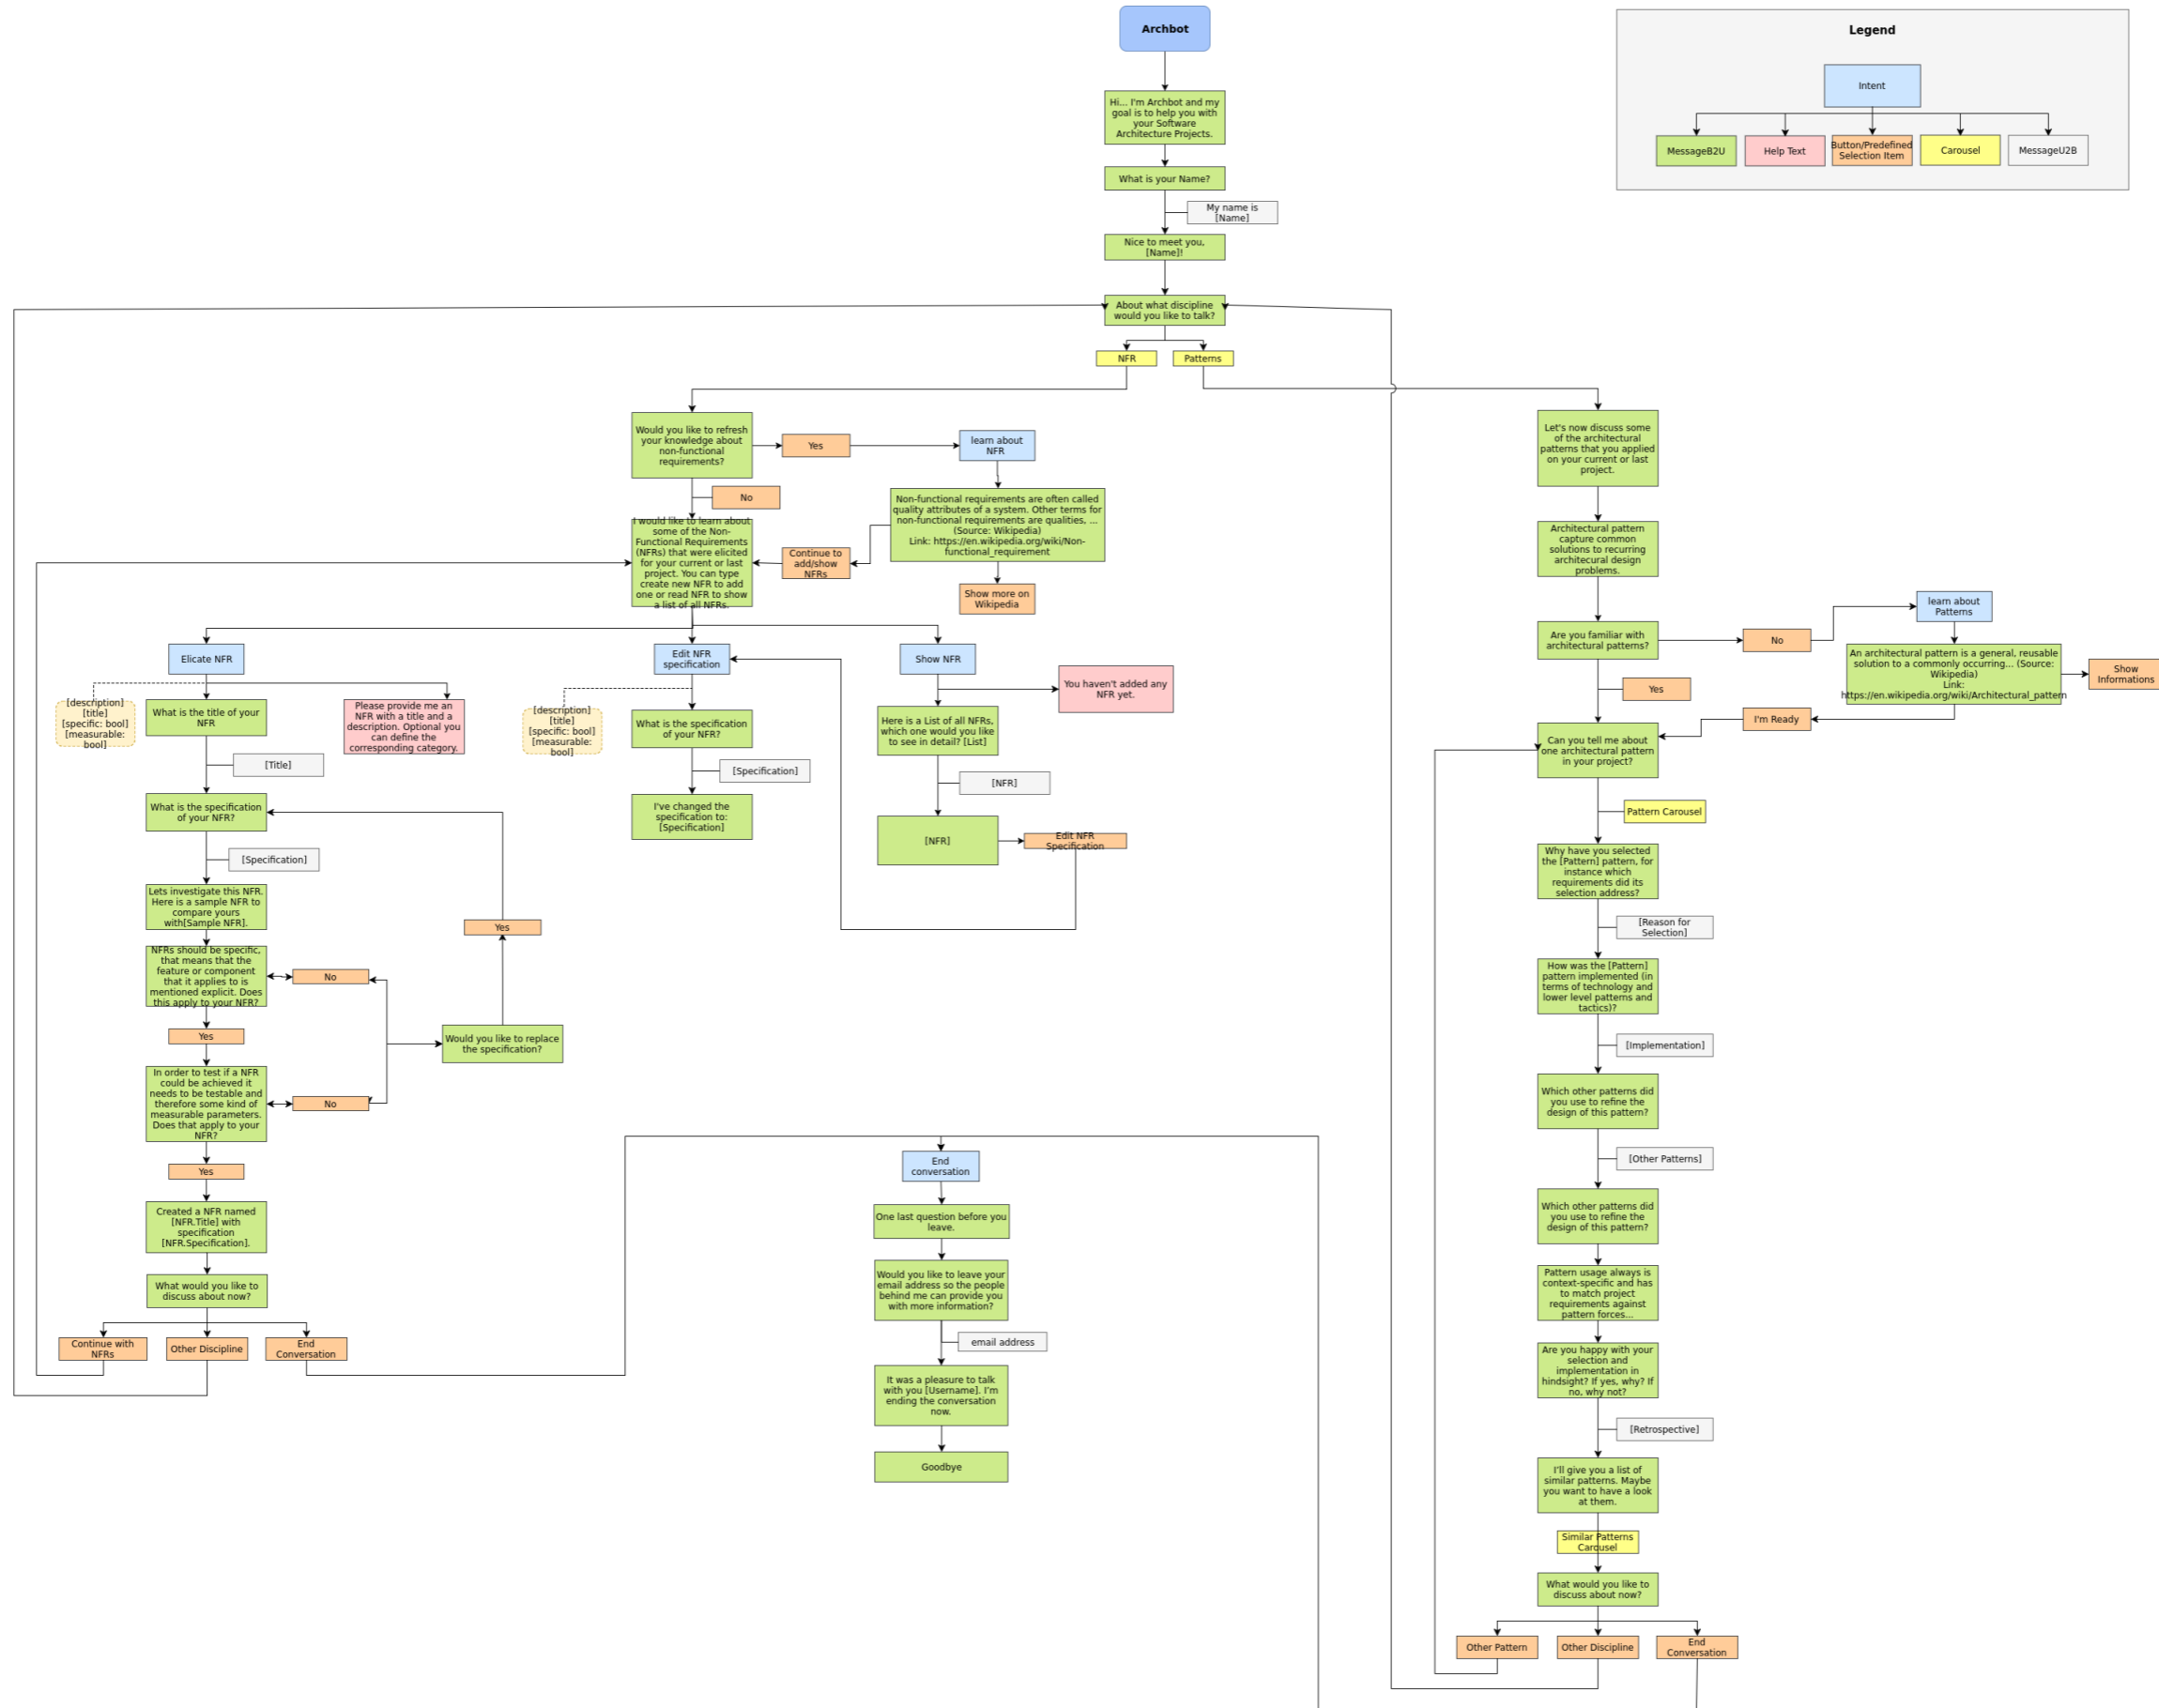 Archbot
Legend
Intent
MessageB2U
Help Text
Button/Predefined
Selection Item
Carousel
MessageU2B
Hi... I'm Archbot and my
goal is to help you with
your Software
Architecture Projects.
What is your Name?
My name is
[Name]
Nice to meet you,
[Name]!
About what discipline
would you like to talk?
NFR
Patterns
Would you like to refresh
your knowledge about
non-functional
requirements?
Yes
learn about
NFR
No
Non-functional requirements are often called
quality attributes of a system. Other terms for
non-functional requirements are qualities, ...
(Source: Wikipedia)
Link: https://en.wikipedia.org/wiki/Non-
functional_requirement
Continue to
add/show
NFRs
Show more on
Wikipedia
I would like to learn about
some of the Non-
Functional Requirements
(NFRs) that were elicited
for your current or last
project. You can type
create new NFR to add
one or read NFR to show
a list of all NFRs.
Elicate NFR
[description]
[title]
[specific: bool]
[measurable:
bool]
What is the title of your
NFR
Please provide me an
NFR with a title and a
description. Optional you
can define the
corresponding category.
[Title]
What is the specification
of your NFR?
[Specification]
Lets investigate this NFR.
Here is a sample NFR to
compare yours
with[Sample NFR].
NFRs should be specific,
that means that the
feature or component
that it applies to is
mentioned explicit. Does
this apply to your NFR?
No
Yes
Yes
Would you like to replace
the specification?
In order to test if a NFR
could be achieved it
needs to be testable and
therefore some kind of
measurable parameters.
Does that apply to your
NFR?
No
Yes
Created a NFR named
[NFR.Title] with
specification
[NFR.Specification].
What would you like to
discuss about now?
Continue with
NFRs
Other Discipline
End
Conversation
Edit NFR
specification
[description]
[title]
[specific: bool]
[measurable:
bool]
What is the specification
of your NFR?
[Specification]
I've changed the
specification to:
[Specification]
Show NFR
You haven't added any
NFR yet.
Here is a List of all NFRs,
which one would you like
to see in detail? [List]
[NFR]
[NFR]
Edit NFR
Specification
End
conversation
One last question before you
leave.
Would you like to leave your
email address so the people
behind me can provide you
with more information?
email address
It was a pleasure to talk
with you [Username]. I'm
ending the conversation
now.
Goodbye
Let's now discuss some
of the architectural
patterns that you applied
on your current or last
project.
Architectural pattern
capture common
solutions to recurring
architecural design
problems.
Are you familiar with
architectural patterns?
No
learn about
Patterns
An architectural pattern is a general, reusable
solution to a commonly occurring... (Source:
Wikipedia)
Link:
https://en.wikipedia.org/wiki/Architectural_pattern
Show
Informations
Yes
I'm Ready
Can you tell me about
one architectural pattern
in your project?
Pattern Carousel
Why have you selected
the [Pattern] pattern, for
instance which
requirements did its
selection address?
[Reason for
Selection]
How was the [Pattern]
pattern implemented (in
terms of technology and
lower level patterns and
tactics)?
[Implementation]
Which other patterns did
you use to refine the
design of this pattern?
[Other Patterns]
Which other patterns did
you use to refine the
design of this pattern?
Pattern usage always is
context-specific and has
to match project
requirements against
pattern forces...
Are you happy with your
selection and
implementation in
hindsight? If yes, why? If
no, why not?
[Retrospective]
I'll give you a list of
similar patterns. Maybe
you want to have a look
at them.
Similar Patterns
Carousel
What would you like to
discuss about now?
Other Pattern
Other Discipline
End
Conversation